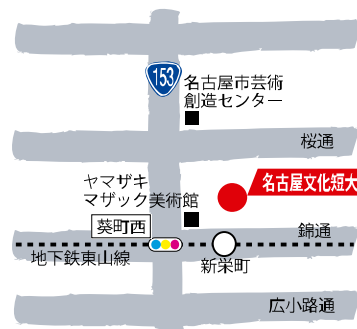 153
名古屋市芸術
創造センター
桜通
名古屋文化短大
ヤマザキ
マザック美術館
葵町西
錦通
地下鉄東山線
新栄町
広小路通